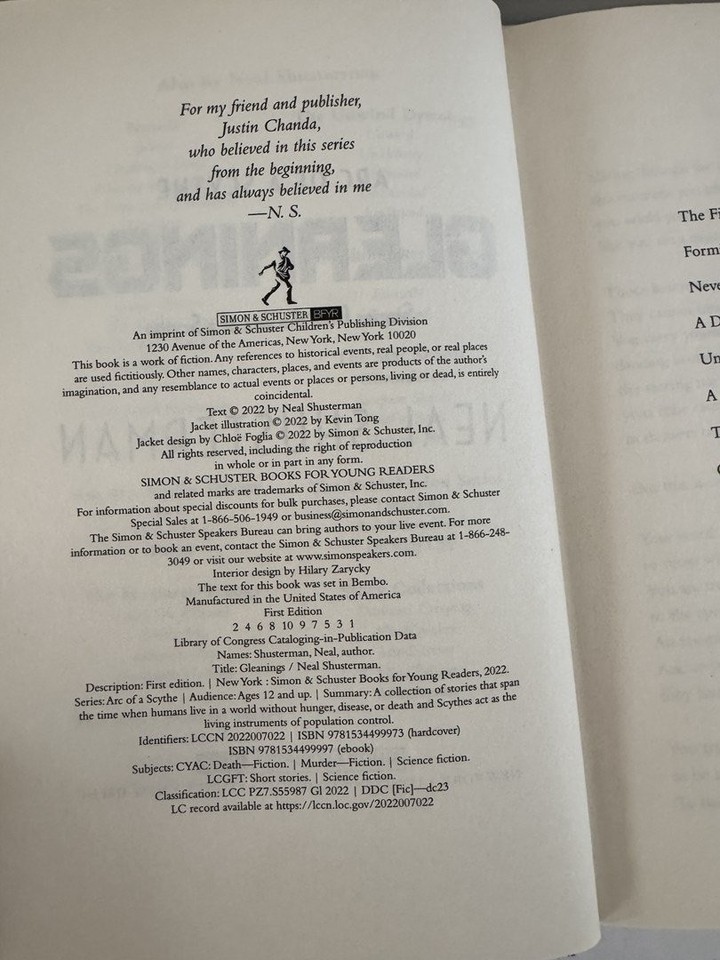 For my friend and publisher,
Justin Chanda,
who believed in this series
from the beginning,
and has always believed in me
—N. S.
SIMON & SCHUSTER BFYR
An imprint of Simon & Schuster Children's Publishing Division
1230 Avenue of the Americas, New York, New York 10020
This book is a work of fiction. Any references to historical events, real people, or real places
are used fictitiously. Other names, characters, places, and events are products of the author's
imagination, and any resemblance to actual events or places or persons, living or dead, is entirely
coincidental.
Text © 2022 by Neal Shusterman
Jacket illustration © 2022 by Kevin Tong
Jacket design by Chloë Foglia © 2022 by Simon & Schuster, Inc.
All rights reserved, including the right of reproduction
in whole or in part in any form.
SIMON & SCHUSTER BOOKS FOR YOUNG READERS
and related marks are trademarks of Simon & Schuster, Inc.
For information about special discounts for bulk purchases, please contact Simon & Schuster
Special Sales at 1-866-506-1949 or business@simonandschuster.com.
The Simon & Schuster Speakers Bureau can bring authors to your live event. For more
information or to book an event, contact the Simon & Schuster Speakers Bureau at 1-866-248-
3049 or visit our website at www.simonspeakers.com.
Interior design by Hilary Zarycky
The text for this book was set in Bembo.
Manufactured in the United States of America
First Edition
2 4 6 8 10 9 7 5 3 1
Library of Congress Cataloging-in-Publication Data
Names: Shusterman, Neal, author.
Title: Gleanings / Neal Shusterman.
Description: First edition. | New York : Simon & Schuster Books for Young Readers, 2022.
Series: Arc of a Scythe | Audience: Ages 12 and up. | Summary: A collection of stories that span
the time when humans live in a world without hunger, disease, or death and Scythes act as the
living instruments of population control.
Identifiers: LCCN 2022007022 | ISBN 9781534499973 (hardcover)
ISBN 9781534499997 (ebook)
Subjects: CYAC: Death—Fiction. | Murder—Fiction. | Science fiction.
LCGFT: Short stories. | Science fiction.
Classification: LCC PZ7.S55987 Gl 2022 | DDC [Fic]—dc23
LC record available at https://lccn.loc.gov/2022007022
The
Form
A
A